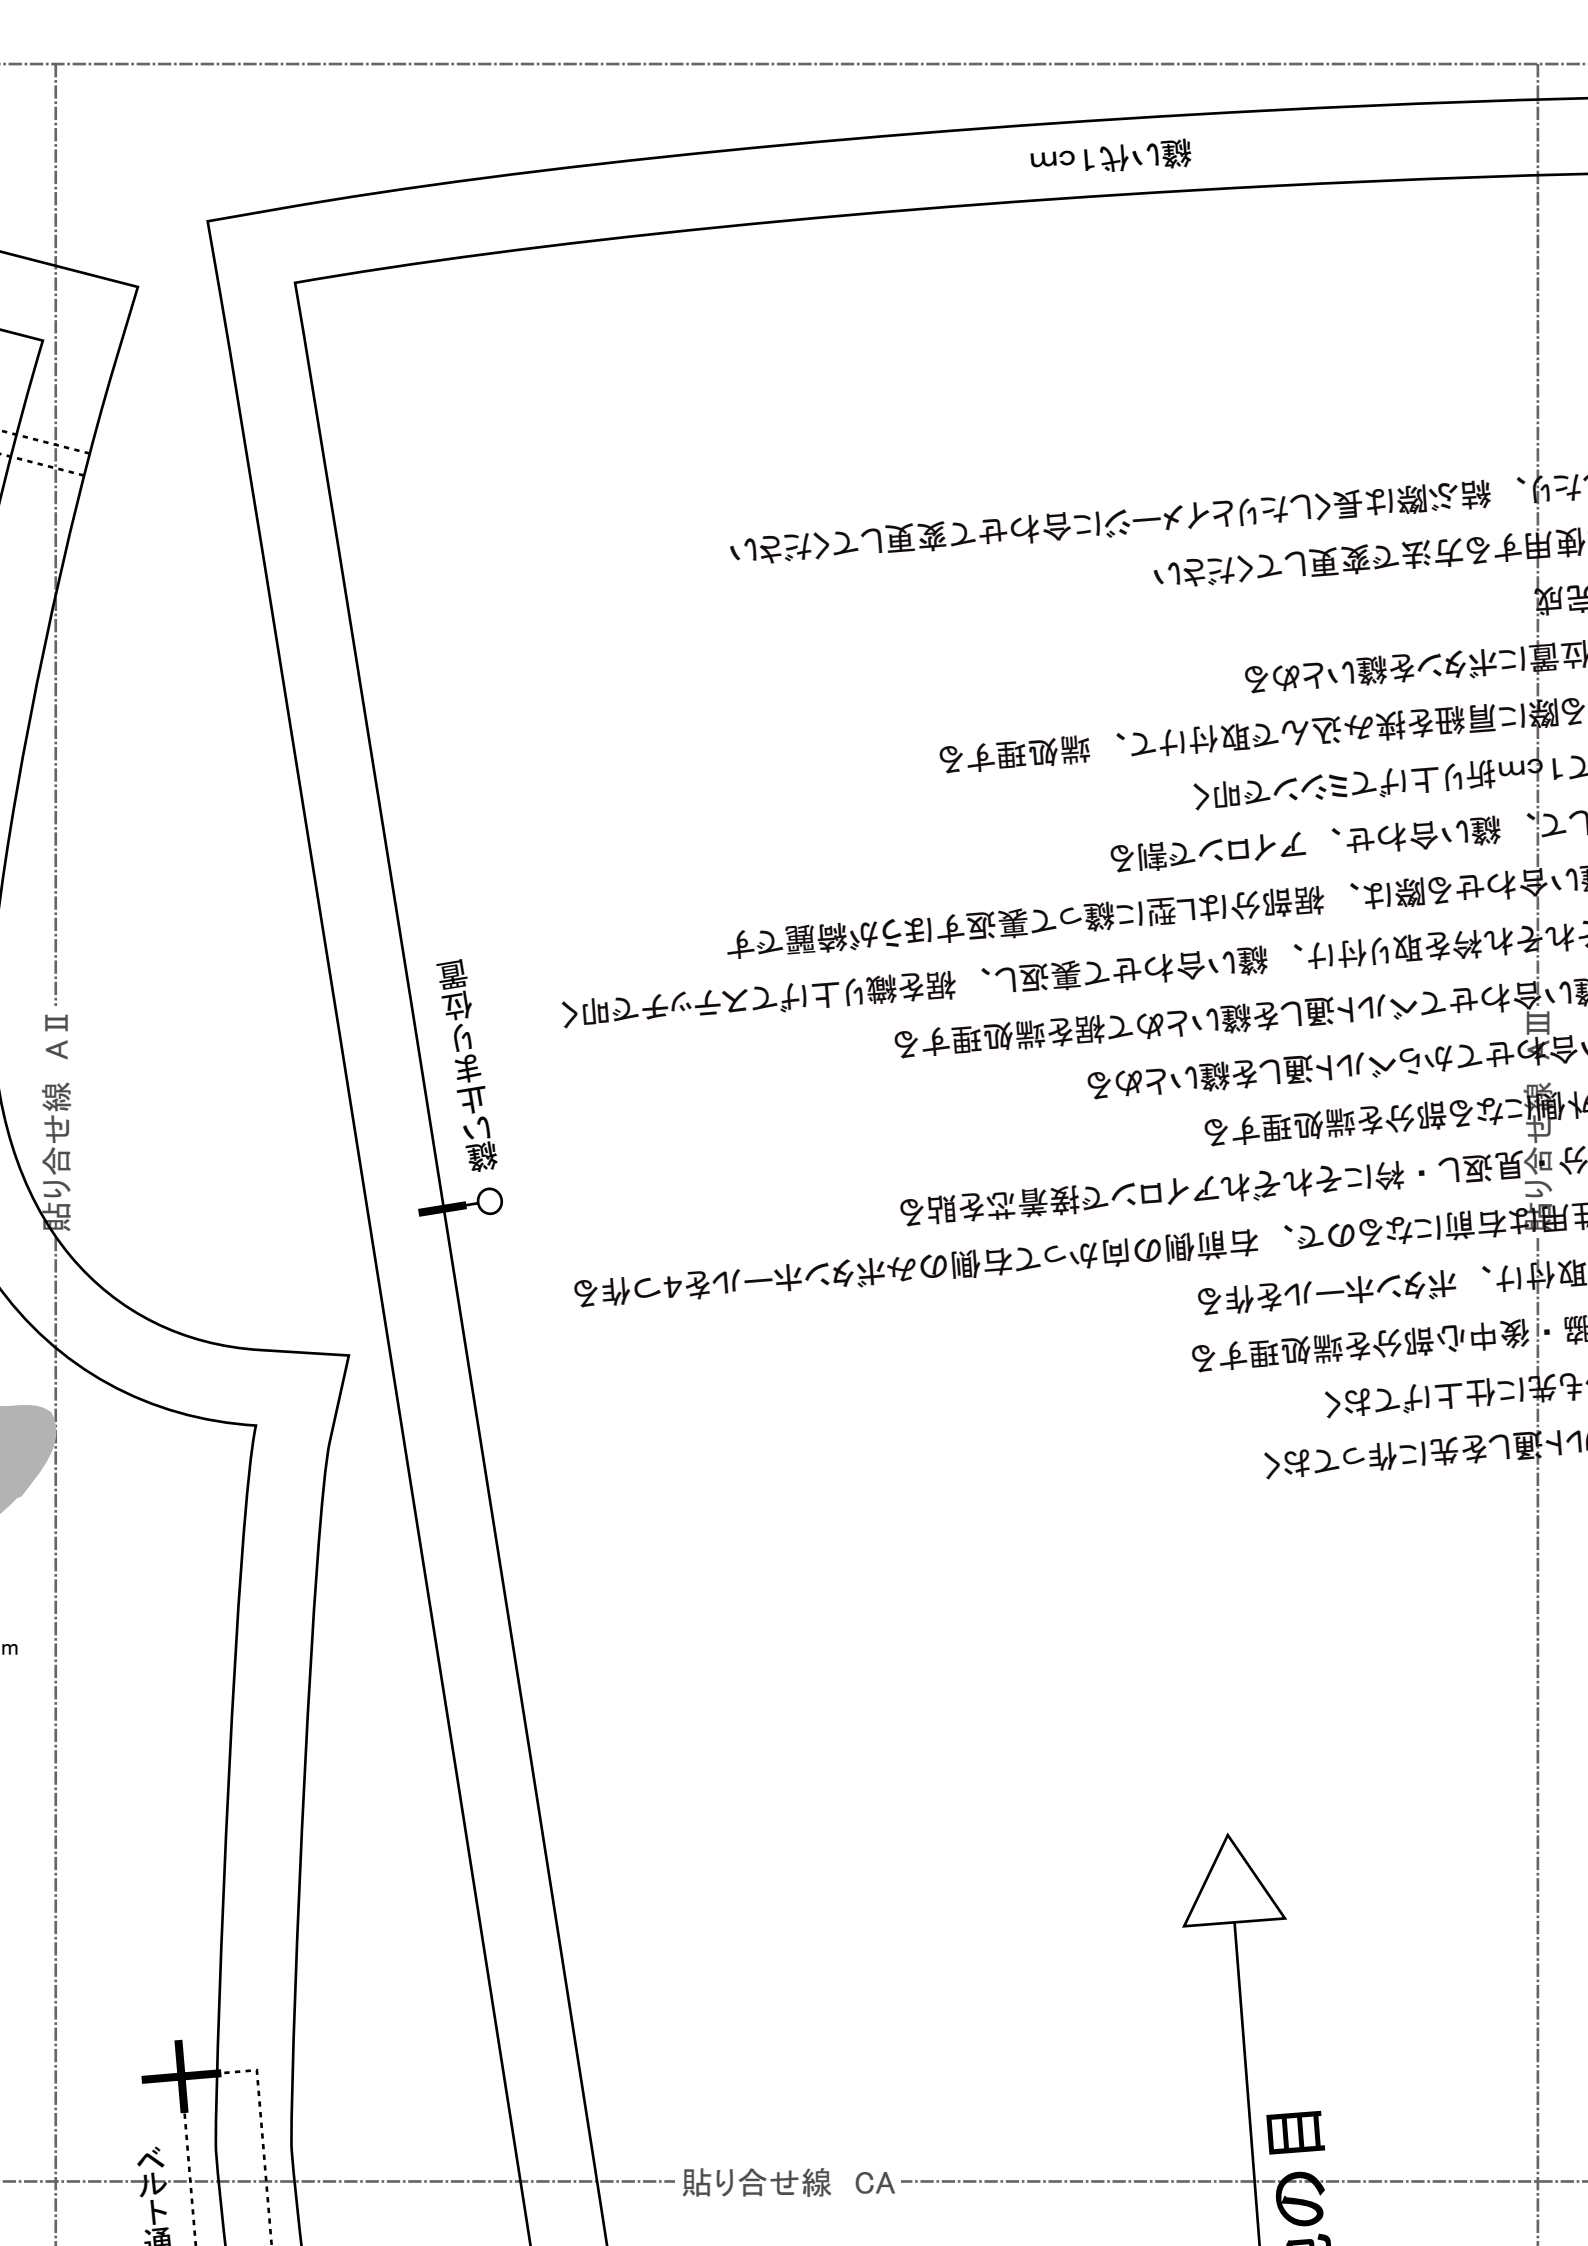 縫い代1cm
ルト通しを先に作っておく
も先に仕上げておく
脇・後中心部分を端処理する
取付け、ボタンホールを作る
性用は右前になるので、右前側の向かって右側のみボタンホールを4つ作る
分・見返し・衿にそれぞれアイロンで接着芯を貼る
外側になる部分を端処理する
い合わせてからベルト通しを縫いとめる
縫い合わせてベルト通しを縫いとめて裾を端処理する
それぞれ衿を取り付け、縫い合わせて裏返し、裾を織り上げてステッチで叩く
縫い合わせる際は、裾部分はL型に縫って裏返すほうが綺麗です
して、縫い合わせ、アイロンで割る
て1cm折り上げてミシンで叩く
る際に肩紐を挟み込んで取付けて、端処理する
位置にボタンを縫いとめる
完成
使用する方法で変更してください
たり、結ぶ際は長くしたりとイメージに合わせて変更してください
縫い止まり位置
貼り合せ線 AⅡ
貼り合せ線 AⅢ
m
ベルト通
目の
貼り合せ線 CA